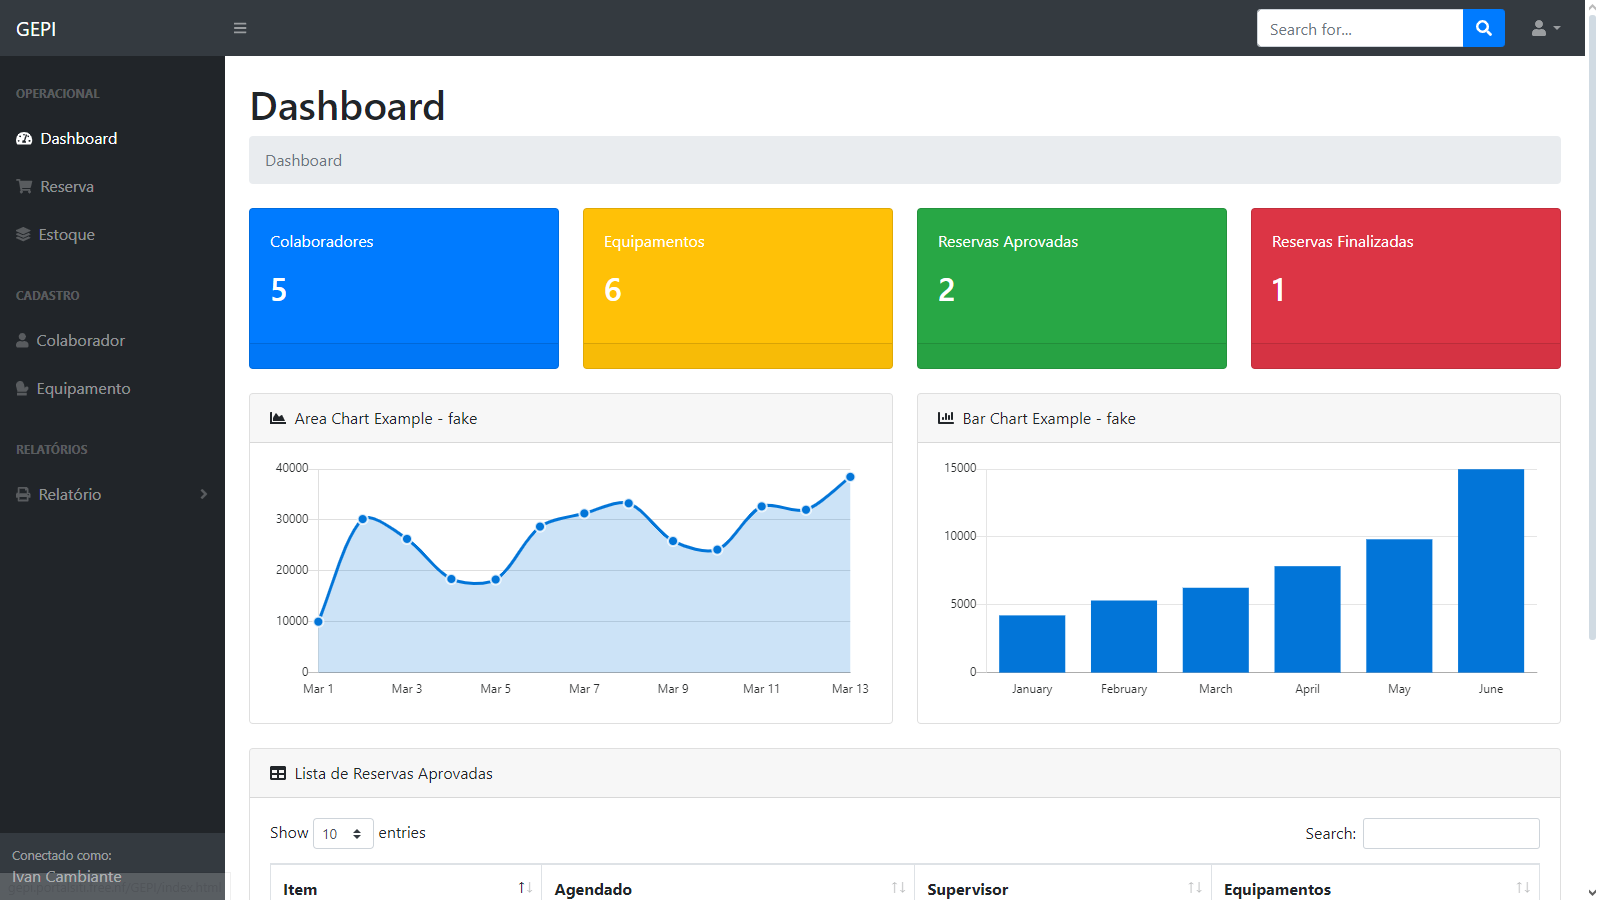 GEPI
Search for...
OPERACIONAL
Dashboard
Reserva
Estoque
CADASTRO
Colaborador
Equipamento
RELATÓRIOS
Relatório
Conectado como:
Ivan Cambiante
Dashboard
Dashboard
Colaboradores
5
Equipamentos
6
Reservas Aprovadas
2
Reservas Finalizadas
1
Area Chart Example - fake
40000
30000
20000
10000
0
Mar 1 Mar 3 Mar 5 Mar 7 Mar 9 Mar 11 Mar 13
Bar Chart Example - fake
15000
10000
5000
0
January February March April May June
Lista de Reservas Aprovadas
Show 10 entries
Search:
Item Agendado Supervisor Equipamentos